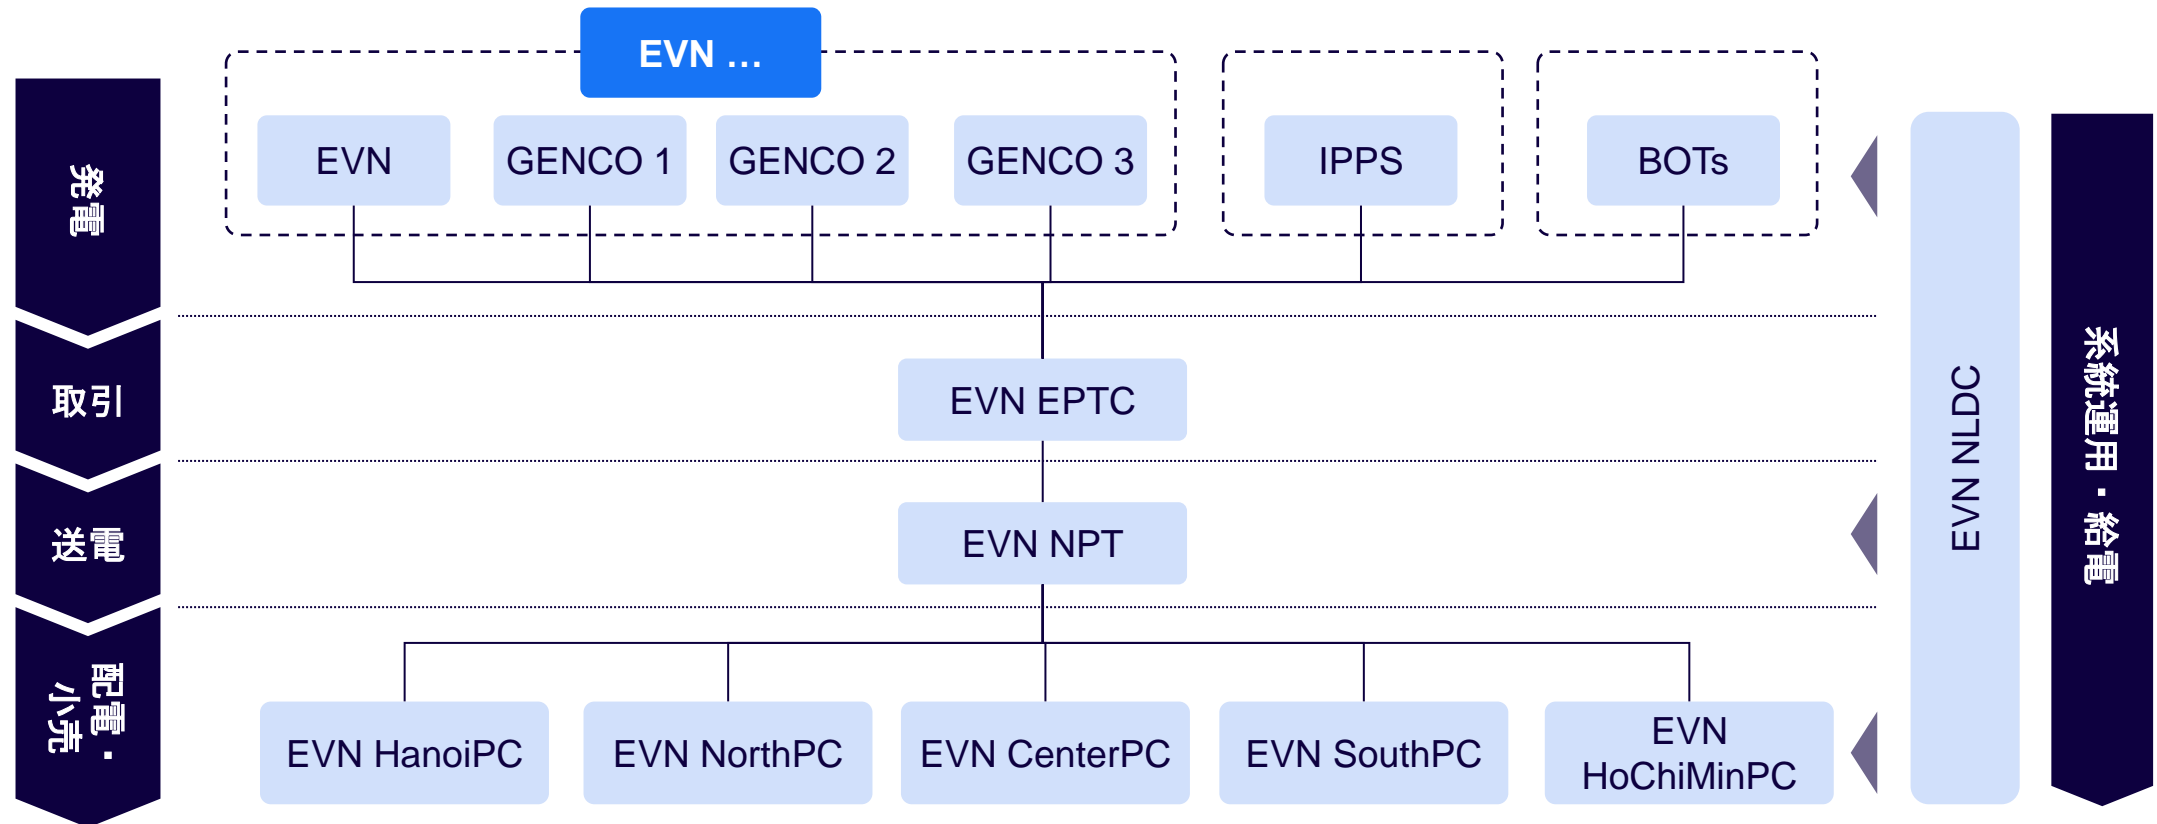 EVN …
発電
EVN
GENCO 1
GENCO 2
GENCO 3
IPPS
BOTs
取引
EVN EPTC
送電
EVN NPT
配電・
小売
EVN HanoiPC
EVN NorthPC
EVN CenterPC
EVN SouthPC
EVN
HoChiMinPC
EVN NLDC
系統運用・給電